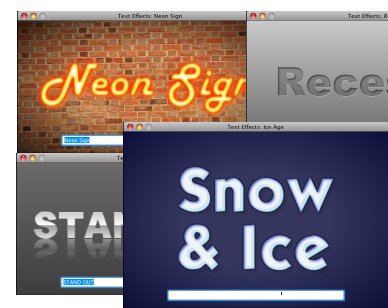 Text Effects: Neon Sign
Neon Sign
Neon Sign
Text Effects: R
Reces
Te
STAN
STAND OUT
Text Effects: Ice Age
Snow
& Ice